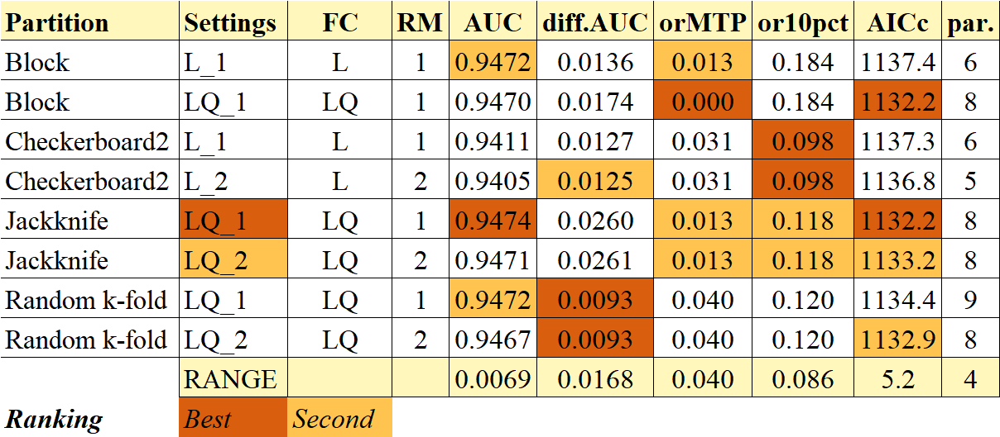 Partition Settings FC RM AUC diff.AUC orMTP or10pct AICc par.
Block L_1 L 1 0.9472 0.0136 0.013 0.184 1137.4 6
Block LQ_1 LQ 1 0.9470 0.0174 0.000 0.184 1132.2 8
Checkerboard2 L_1 L 1 0.9411 0.0127 0.031 0.098 1137.3 6
Checkerboard2 L_2 L 2 0.9405 0.0125 0.031 0.098 1136.8 5
Jackknife LQ_1 LQ 1 0.9474 0.0260 0.013 0.118 1132.2 8
Jackknife LQ_2 LQ 2 0.9471 0.0261 0.013 0.118 1133.2 8
Random k-fold LQ_1 LQ 1 0.9472 0.0093 0.040 0.120 1134.4 9
Random k-fold LQ_2 LQ 2 0.9467 0.0093 0.040 0.120 1132.9 8
RANGE 0.0069 0.0168 0.040 0.086 5.2 4
Ranking Best Second